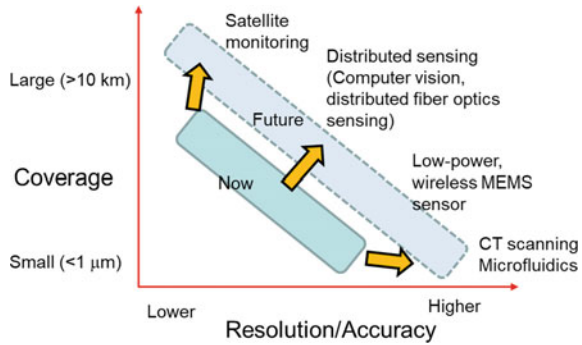 Satellite
monitoring
Large (>10 km)
Distributed sensing
(Computer vision,
distributed fiber optics
sensing)
Future
Now
Coverage
Low-power,
wireless MEMS
sensor
Small (<1 μm)
CT scanning
Microfluidics
Lower
Higher
Resolution/Accuracy